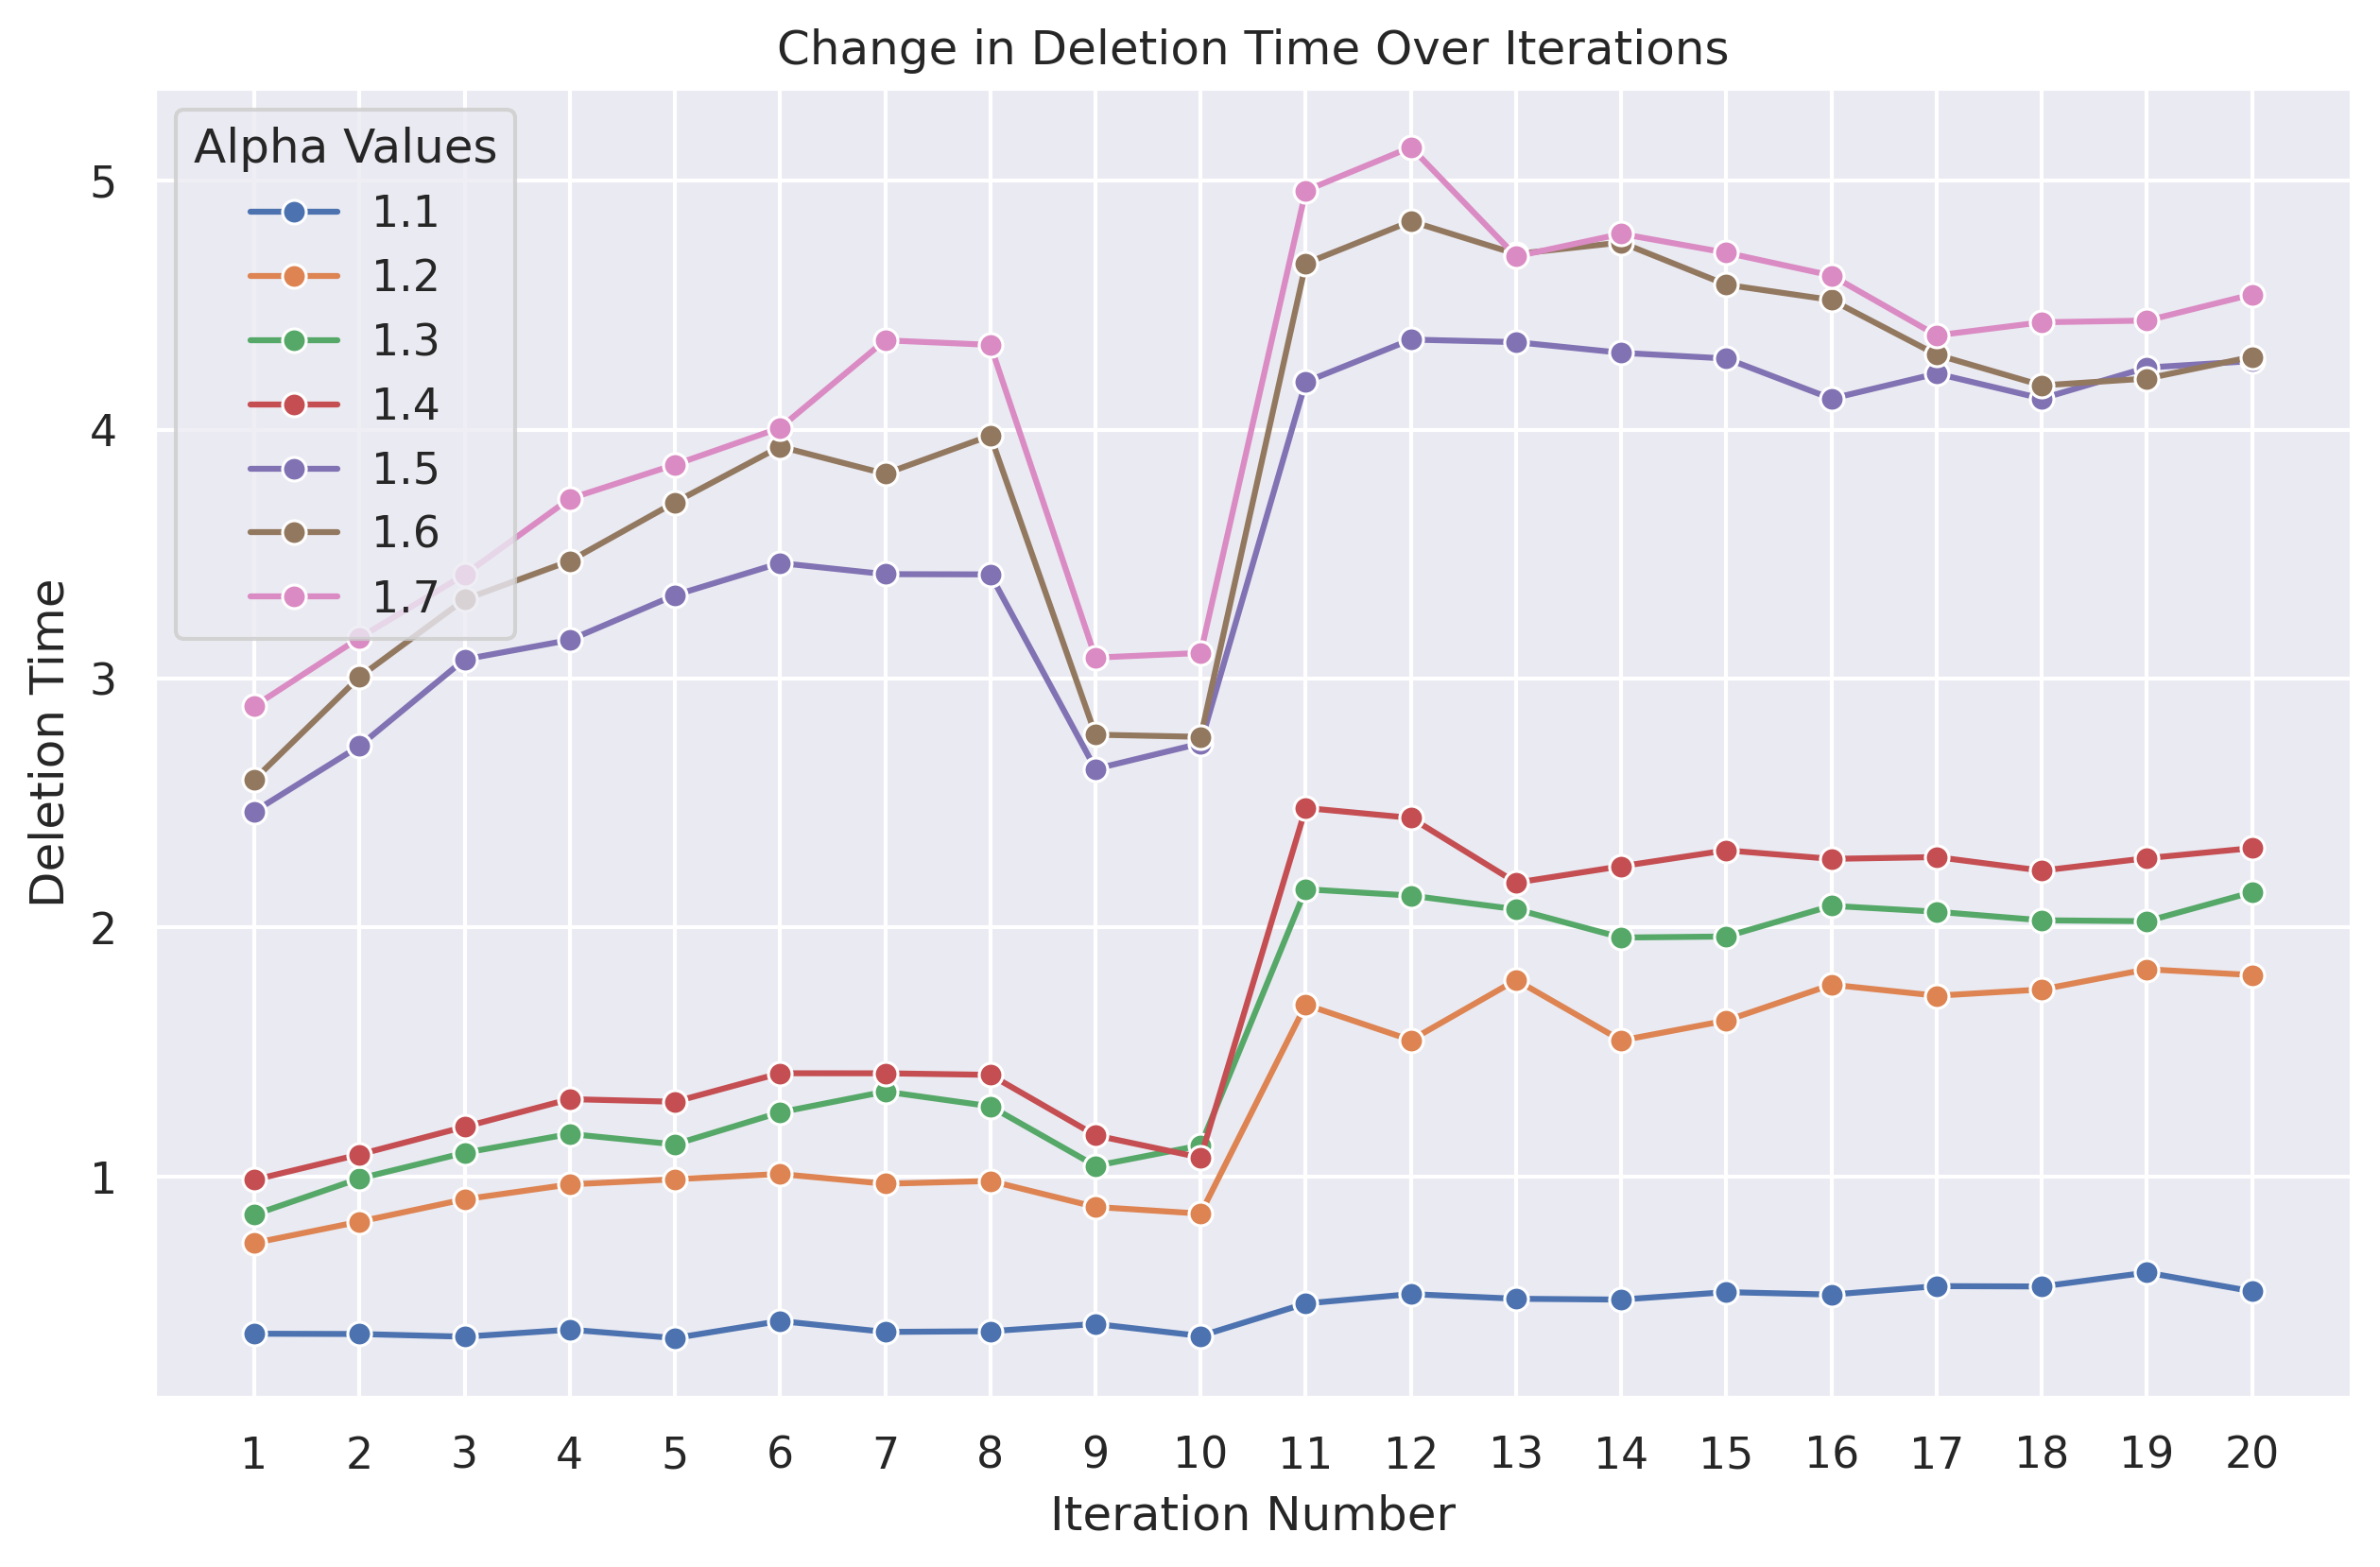 Change in Deletion Time Over Iterations
Alpha Values
1.1
1.2
1.3
1.4
1.5
1.6
1.7
Deletion Time
5
4
3
2
1
1 2 3 4 5 6 7 8 9 10 11 12 13 14 15 16 17 18 19 20
Iteration Number